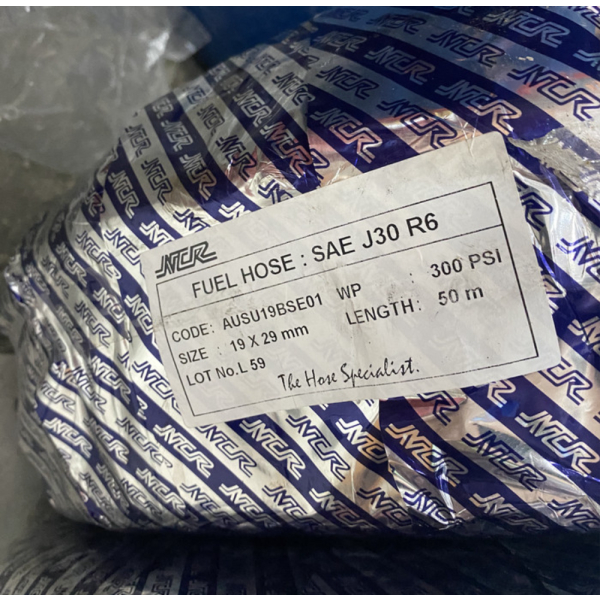 NCR
FUEL HOSE : SAE J30 R6
CODE: AUSU19BSE01 WP : 300 PSI
SIZE : 19 X 29 mm LENGTH: 50 m
LOT No.L 59
The Hose Specialist.